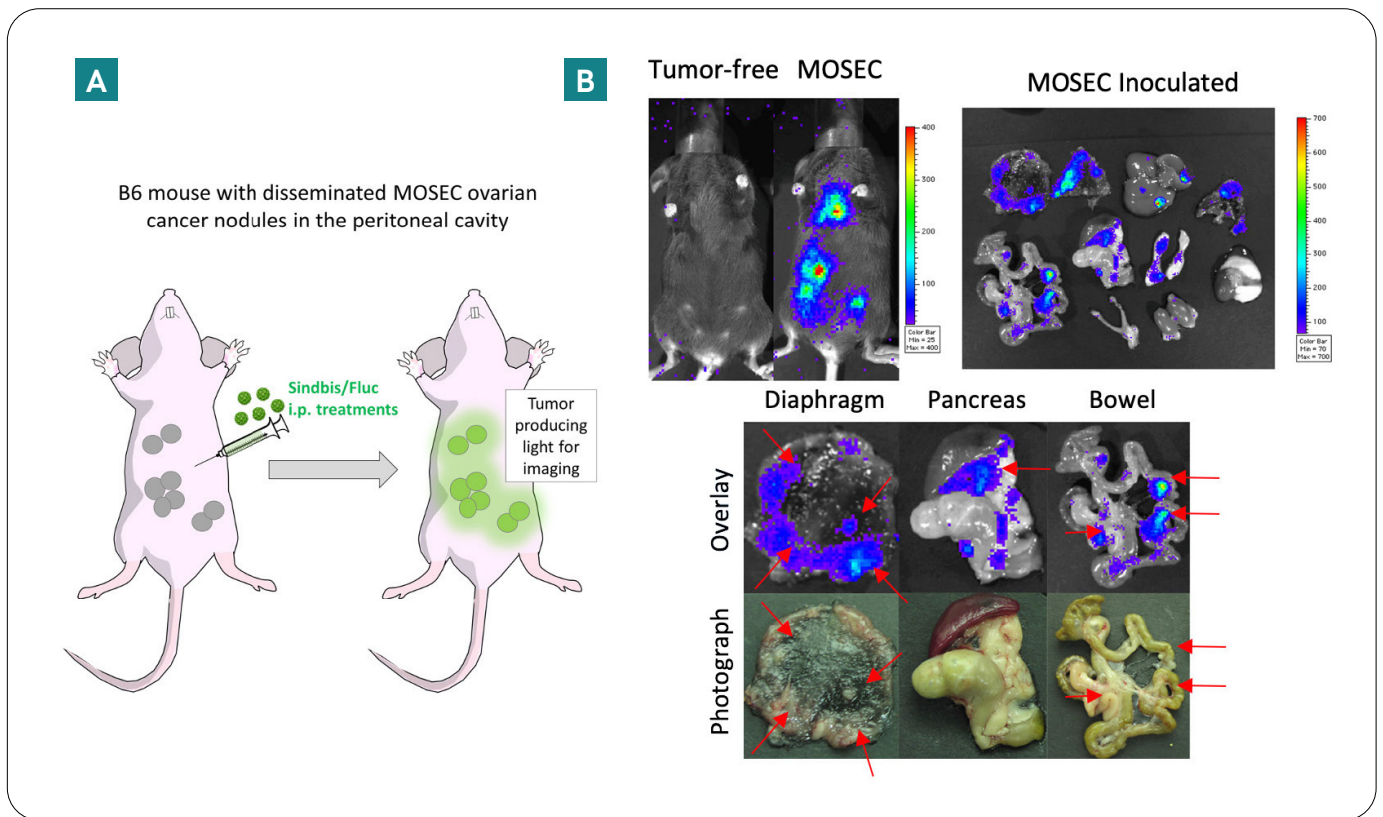 A
B6 mouse with disseminated MOSEC ovarian
cancer nodules in the peritoneal cavity
Sindbis/Fluc
i.p. treatments
Tumor
producing
light for
imaging
B
Tumor-free MOSEC
400
300
200
100
Color Bar
Min = 25
Max = 400
MOSEC Inoculated
700
600
500
400
300
200
100
Color Bar
Min = 70
Max = 700
Diaphragm Pancreas Bowel
Overlay
Photograph